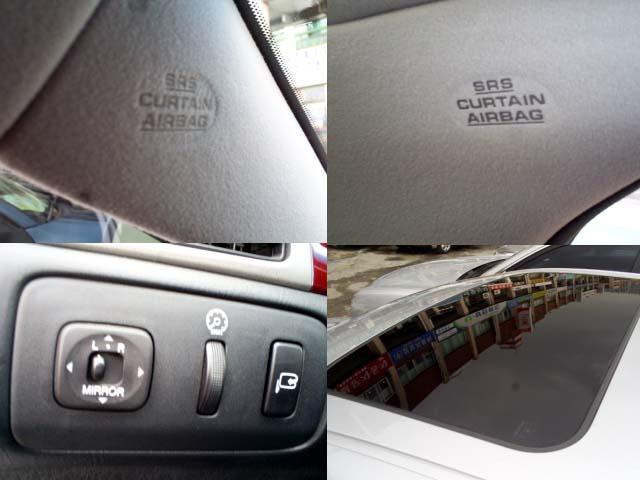 SRS
CURTAIN
AIRBAG
SRS
CURTAIN
AIRBAG
L R
MIRROR